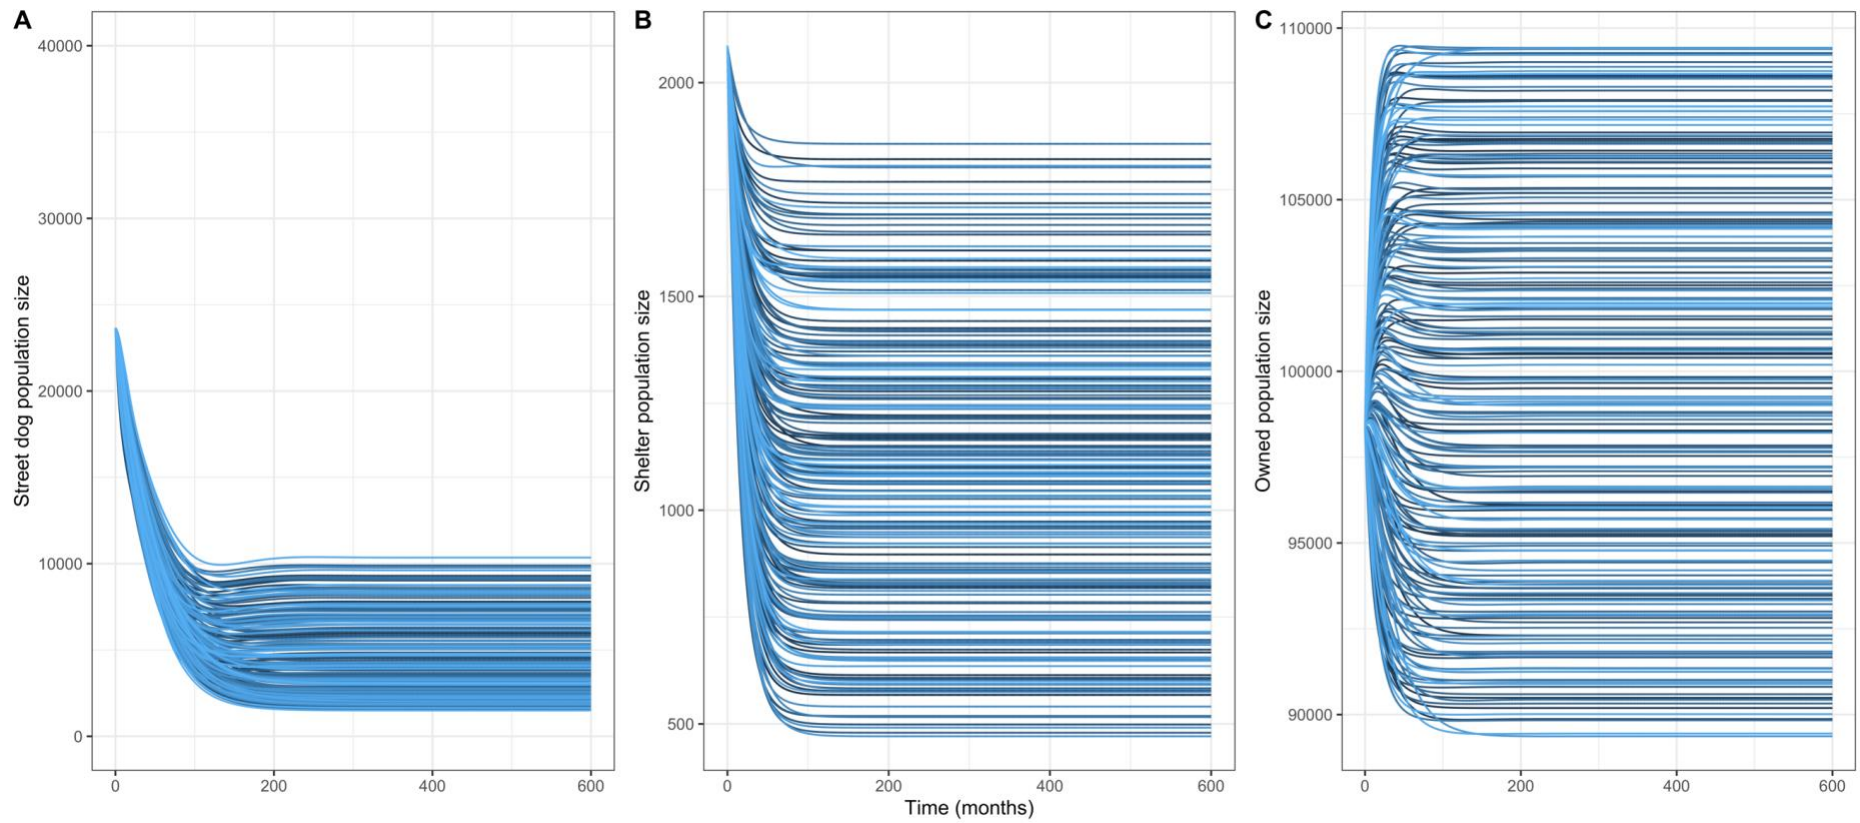 A
Street dog population size
40000
30000
20000
10000
0
0 200 400 600
B
Shelter population size
2000
1500
1000
500
0 200 400 600
Time (months)
C
Owned population size
110000
105000
100000
95000
90000
0 200 400 600